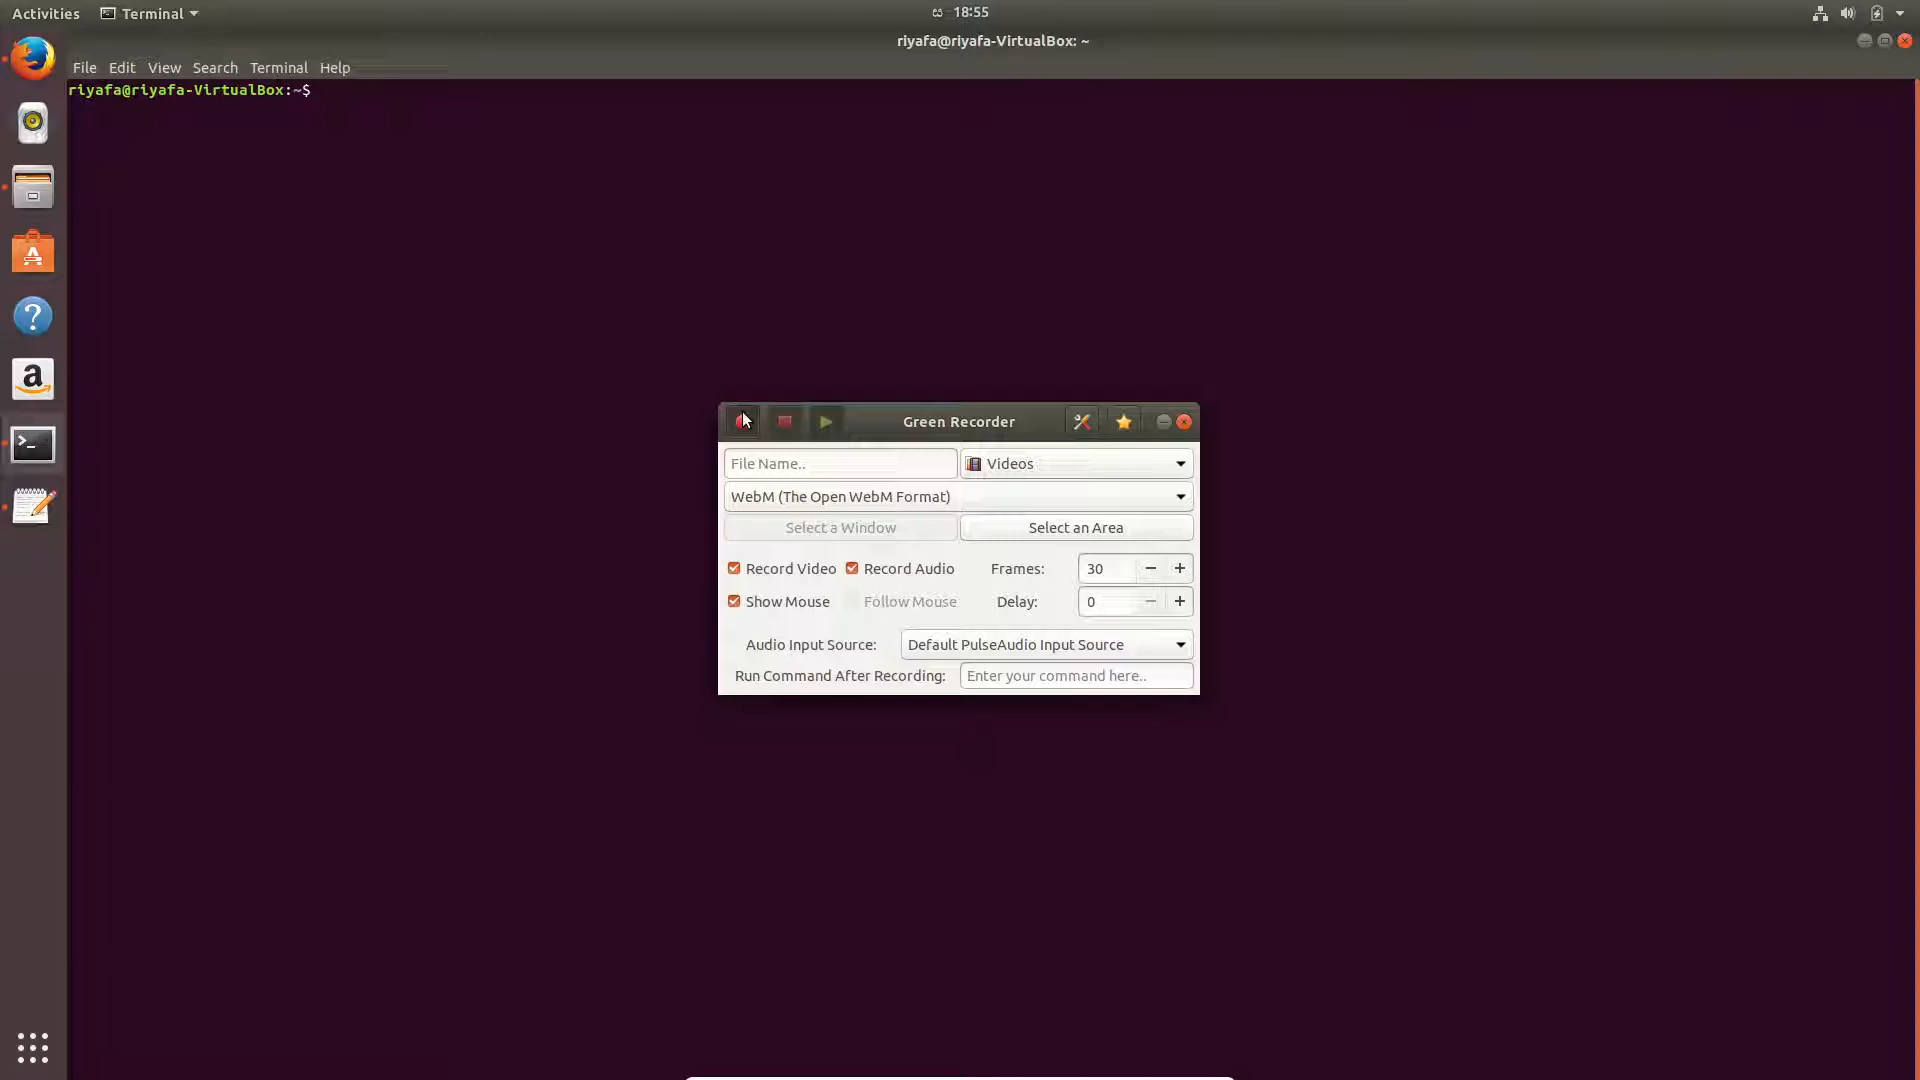 Activities Terminal ස 18:55
riyafa@riyafa-VirtualBox: ~
File Edit View Search Terminal Help
riyafa@riyafa-VirtualBox:~$
Green Recorder
File Name.. Videos
WebM (The Open WebM Format)
Select a Window Select an Area
Record Video Record Audio Frames: 30
Show Mouse Follow Mouse Delay: 0
Audio Input Source: Default PulseAudio Input Source
Run Command After Recording: Enter your command here..